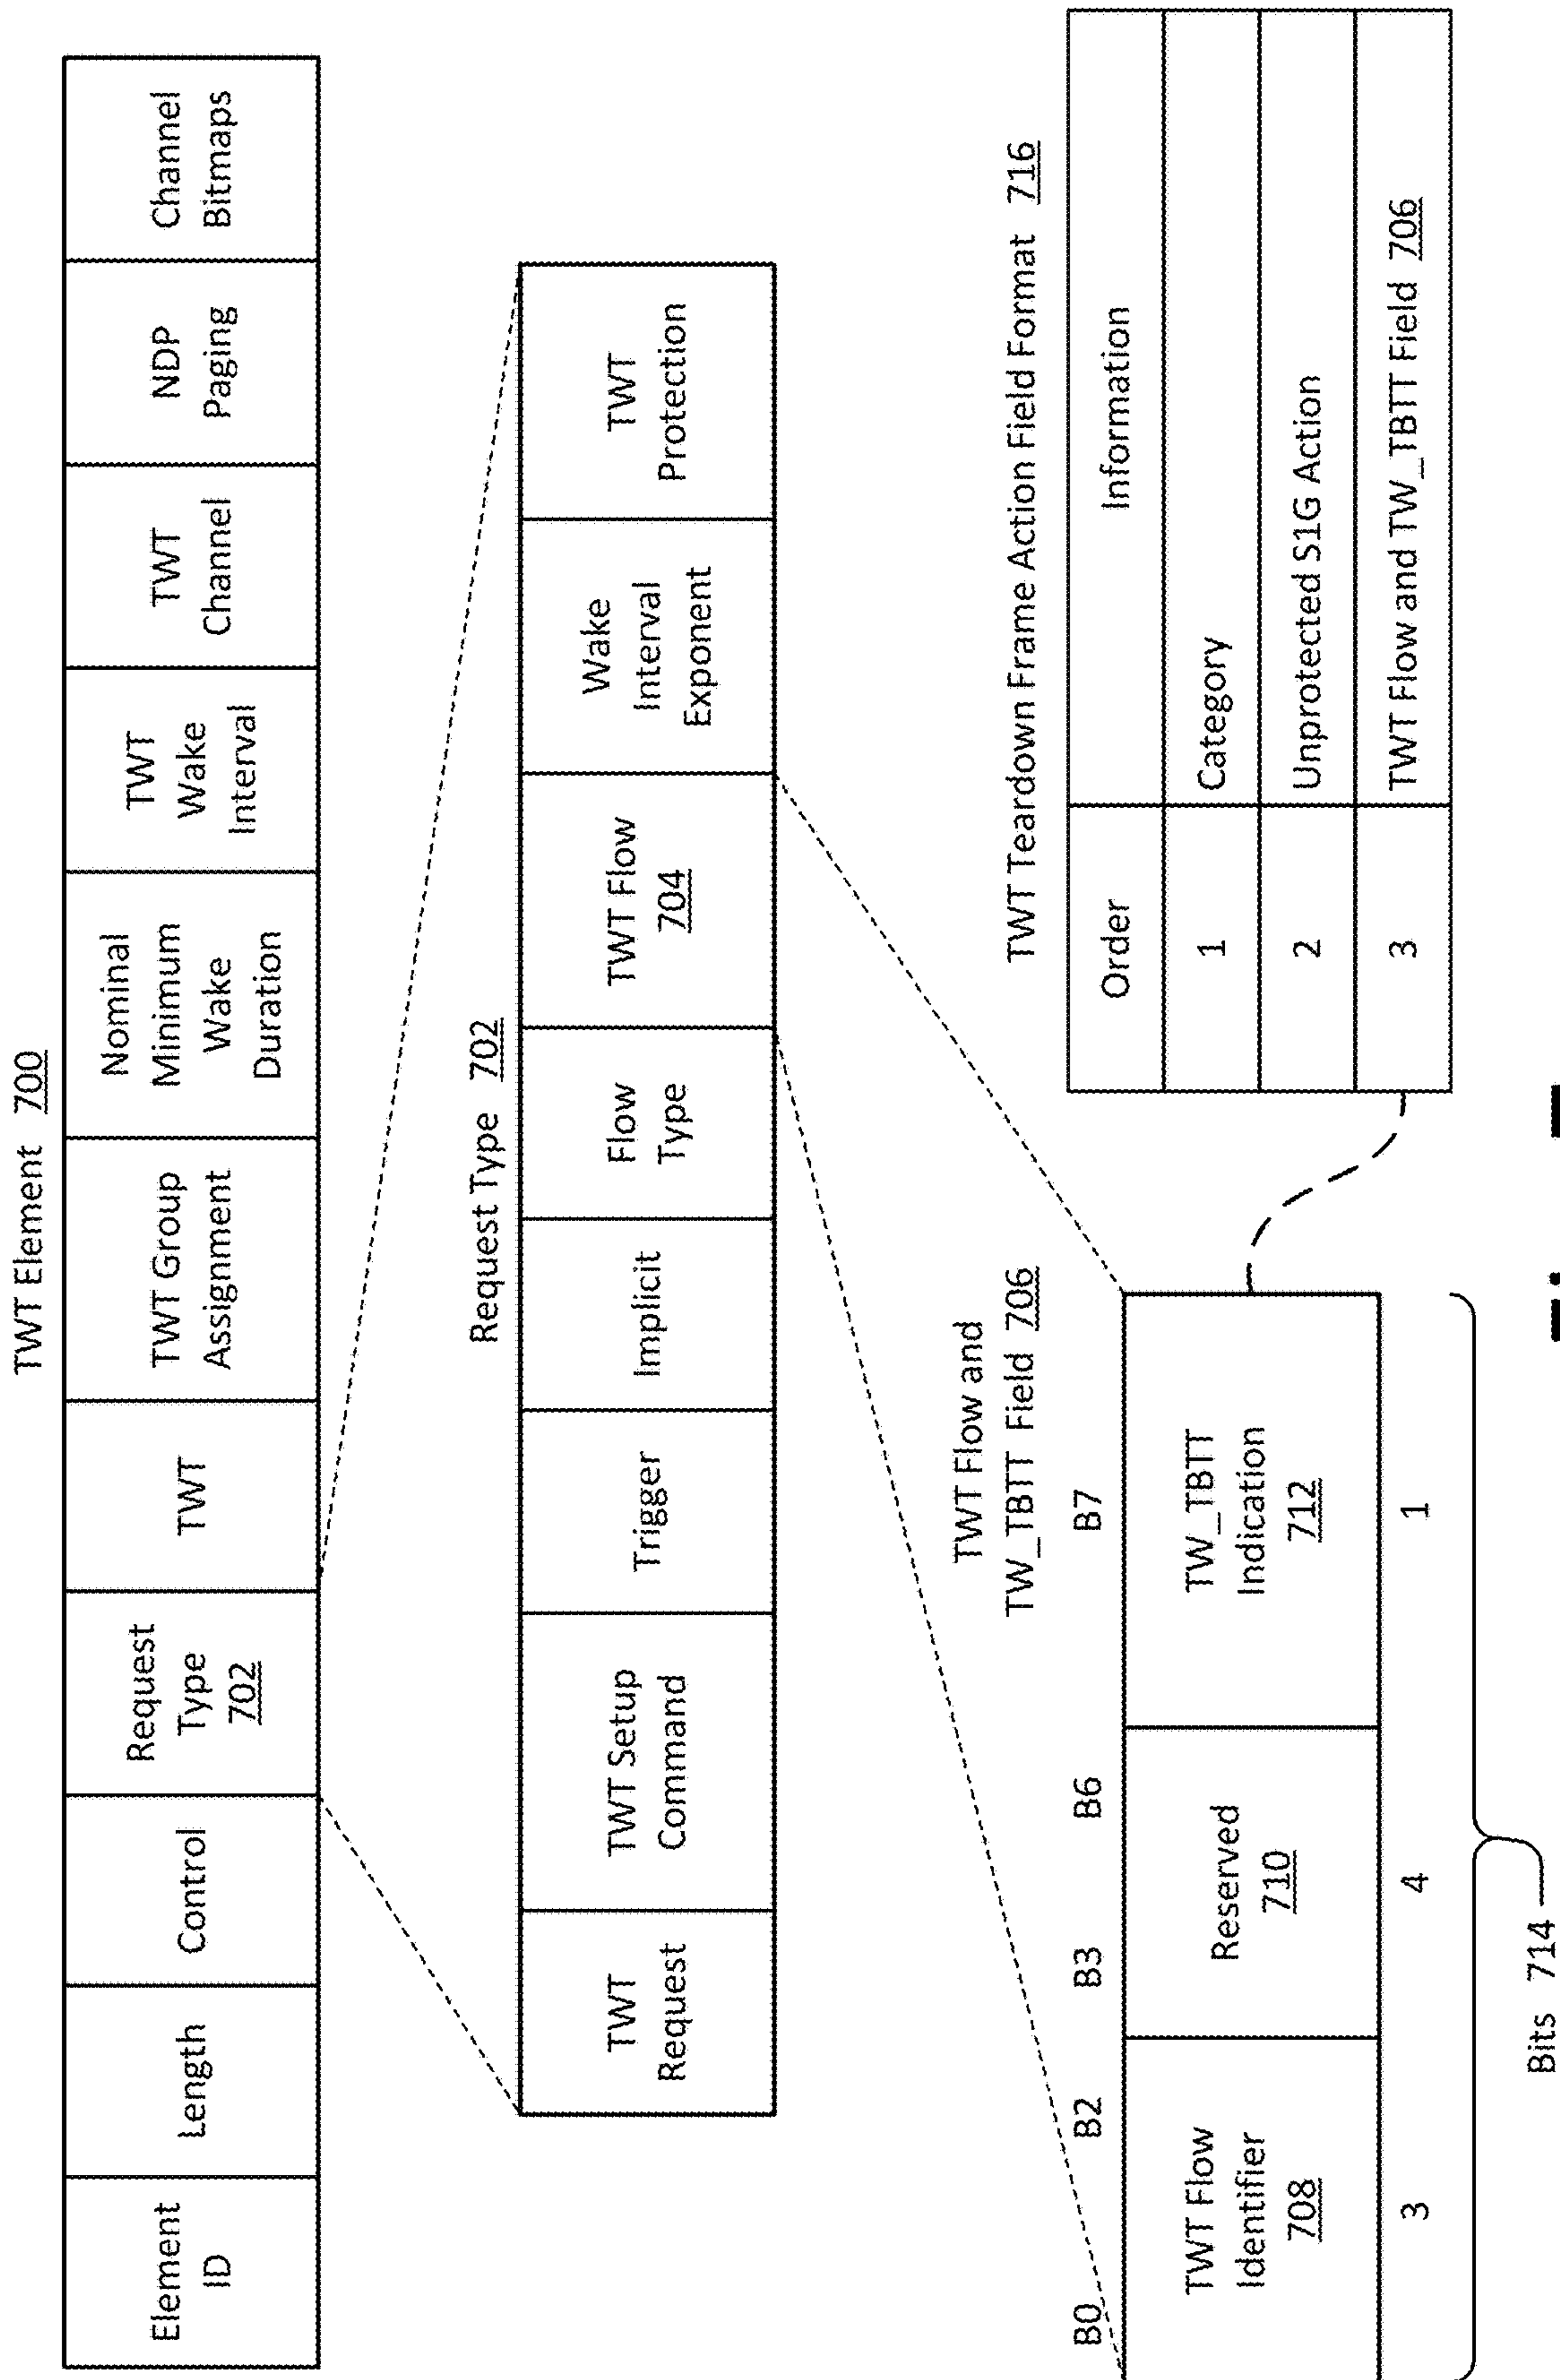 TWT Element 700
Element
ID
Length
Control
Request
Type
702
TWT
TWT Group
Assignment
Nominal
Minimum
Wake
Duration
TWT
Wake
Interval
TWT
Channel
NDP
Paging
Channel
Bitmaps
Request Type 702
TWT
Request
TWT Setup
Command
Trigger
Implicit
Flow
Type
TWT Flow
704
Wake
Interval
Exponent
TWT
Protection
TWT Flow and
TW_TBTT Field 706
B0
B2
B3
B6
B7
TWT Flow
Identifier
708
Reserved
710
TW_TBTT
Indication
712
3
4
1
Bits 714
TWT Teardown Frame Action Field Format 716
Order
Information
1
Category
2
Unprotected S1G Action
3
TWT Flow and TW_TBTT Field 706